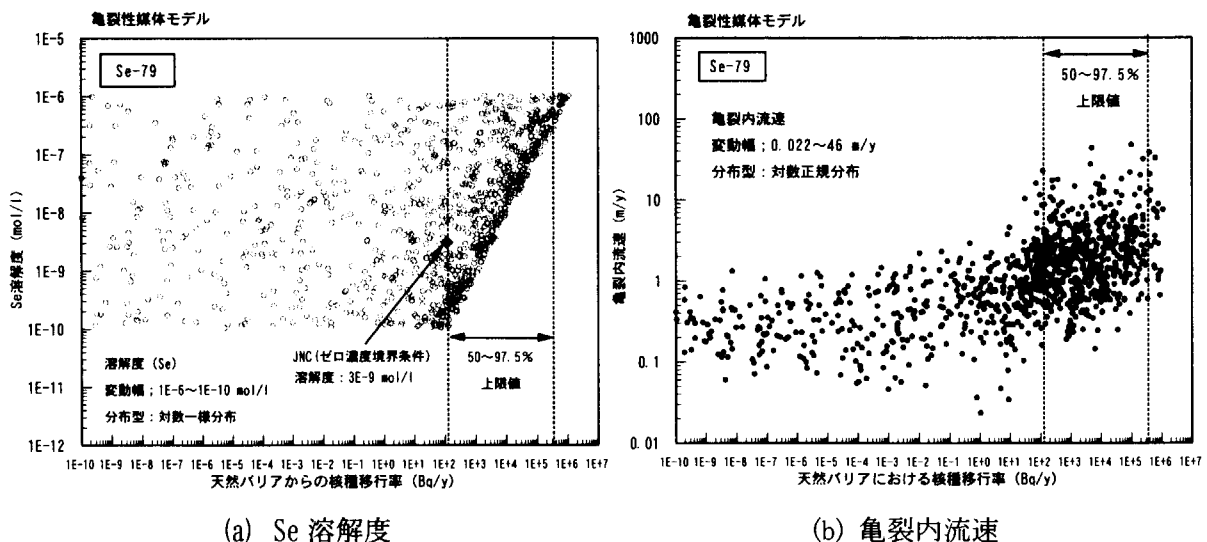 亀裂性媒体モデル
1E-5
1E-6
1E-7
1E-8
1E-9
1E-10
1E-11
1E-12
Se溶解度 (mol/l)
Se-79
JNC(ゼロ濃度境界条件)
溶解度:3E-9 mol/l
50~97.5%
上限値
溶解度 (Se)
変動幅;1E-6~1E-10 mol/l
分布型:対数一様分布
1E-10 1E-9 1E-8 1E-7 1E-6 1E-5 1E-4 1E-3 1E-2 1E-1 1E+0 1E+1 1E+2 1E+3 1E+4 1E+5 1E+6 1E+7
天然バリアからの核種移行率 (Bq/y)
(a) Se 溶解度
亀裂性媒体モデル
1000
100
10
1
0.1
0.01
亀裂内流速 (m/y)
Se-79
50~97.5%
上限値
亀裂内流速
変動幅;0.022~46 m/y
分布型:対数正規分布
1E-10 1E-9 1E-8 1E-7 1E-6 1E-5 1E-4 1E-3 1E-2 1E-1 1E+0 1E+1 1E+2 1E+3 1E+4 1E+5 1E+6 1E+7
天然バリアにおける核種移行率 (Bq/y)
(b) 亀裂内流速